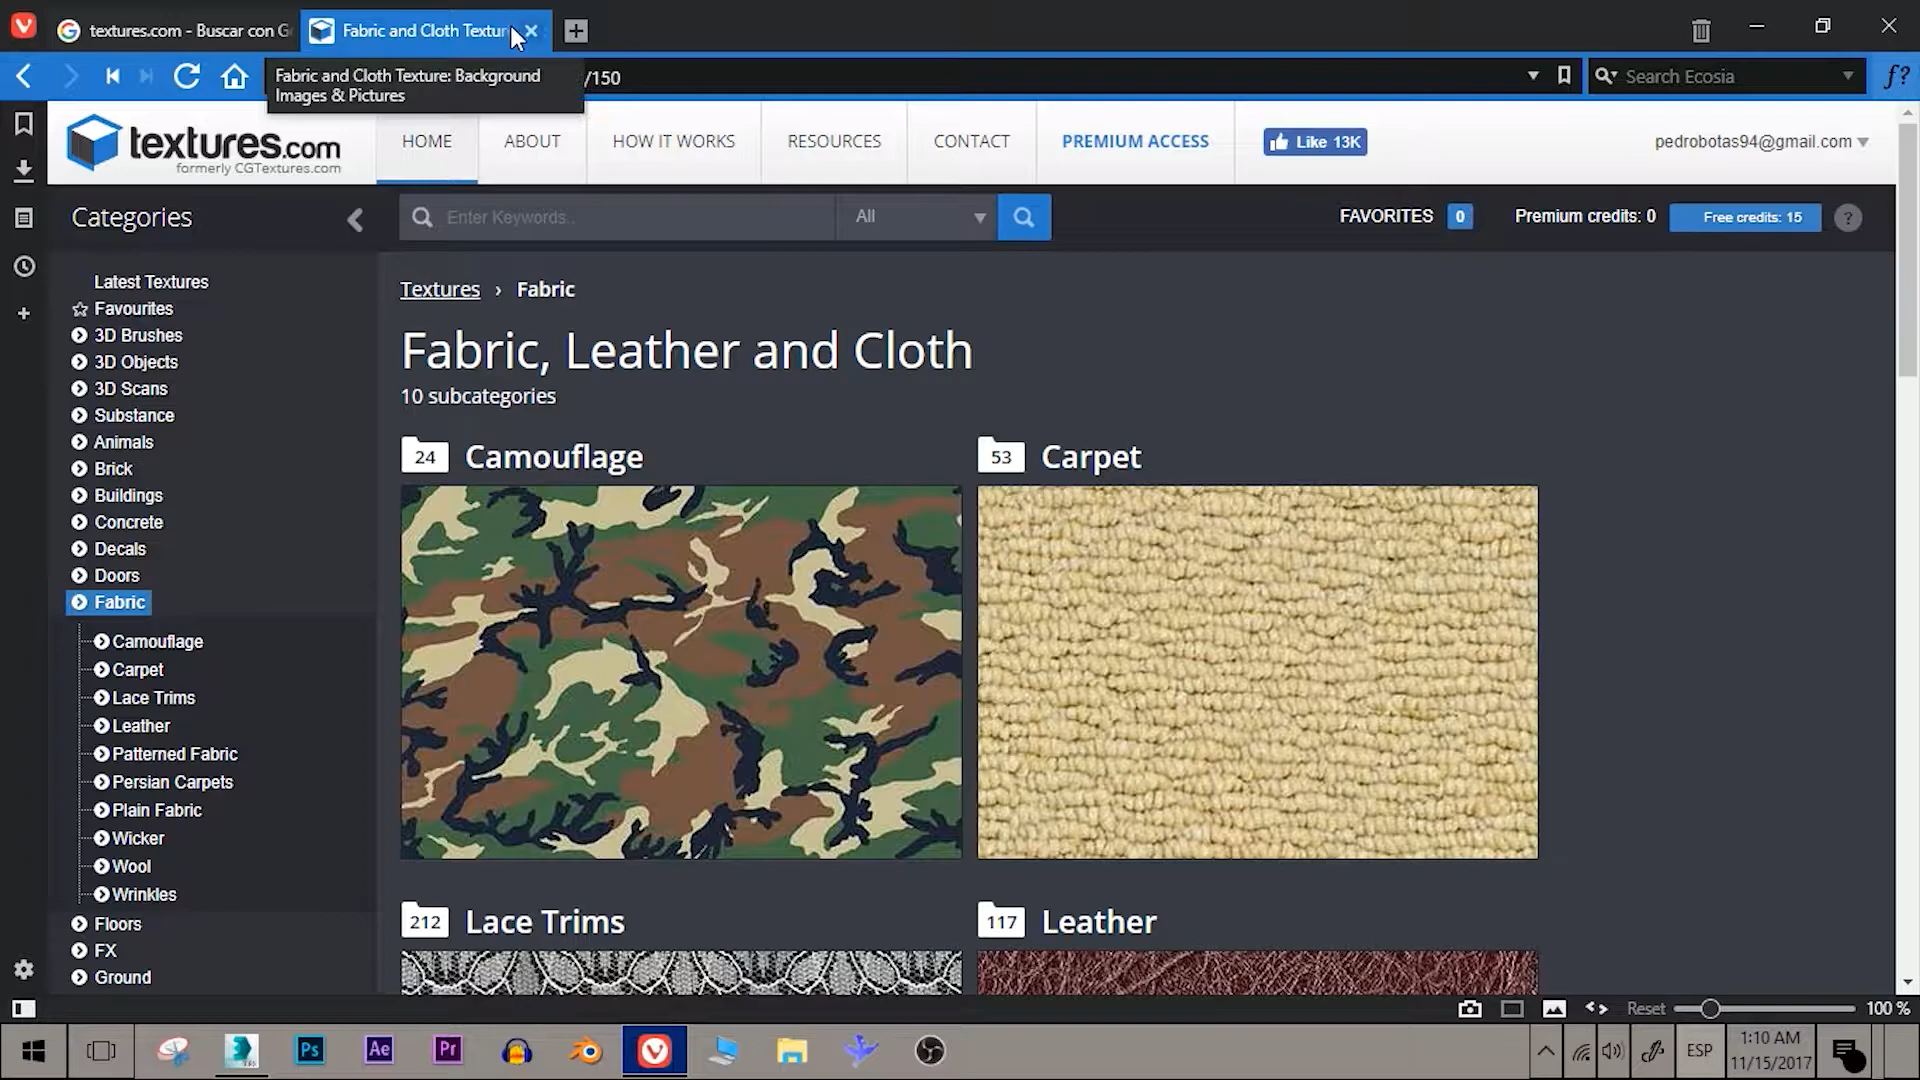 textures.com - Buscar con G
Fabric and Cloth Textur
Fabric and Cloth Texture: Background
Images & Pictures
/150
Search Ecosia
f?
textures.com
formerly CGTextures.com
HOME
ABOUT
HOW IT WORKS
RESOURCES
CONTACT
PREMIUM ACCESS
Like 13K
pedrobotas94@gmail.com
Categories
Enter Keywords..
All
FAVORITES 0
Premium credits: 0
Free credits: 15
?
Latest Textures
Favourites
3D Brushes
3D Objects
3D Scans
Substance
Animals
Brick
Buildings
Concrete
Decals
Doors
Fabric
Camouflage
Carpet
Lace Trims
Leather
Patterned Fabric
Persian Carpets
Plain Fabric
Wicker
Wool
Wrinkles
Floors
FX
Ground
Textures › Fabric
Fabric, Leather and Cloth
10 subcategories
24 Camouflage
53 Carpet
212 Lace Trims
117 Leather
Reset
100 %
Ps
Ae
Pr
ESP
1:10 AM
11/15/2017